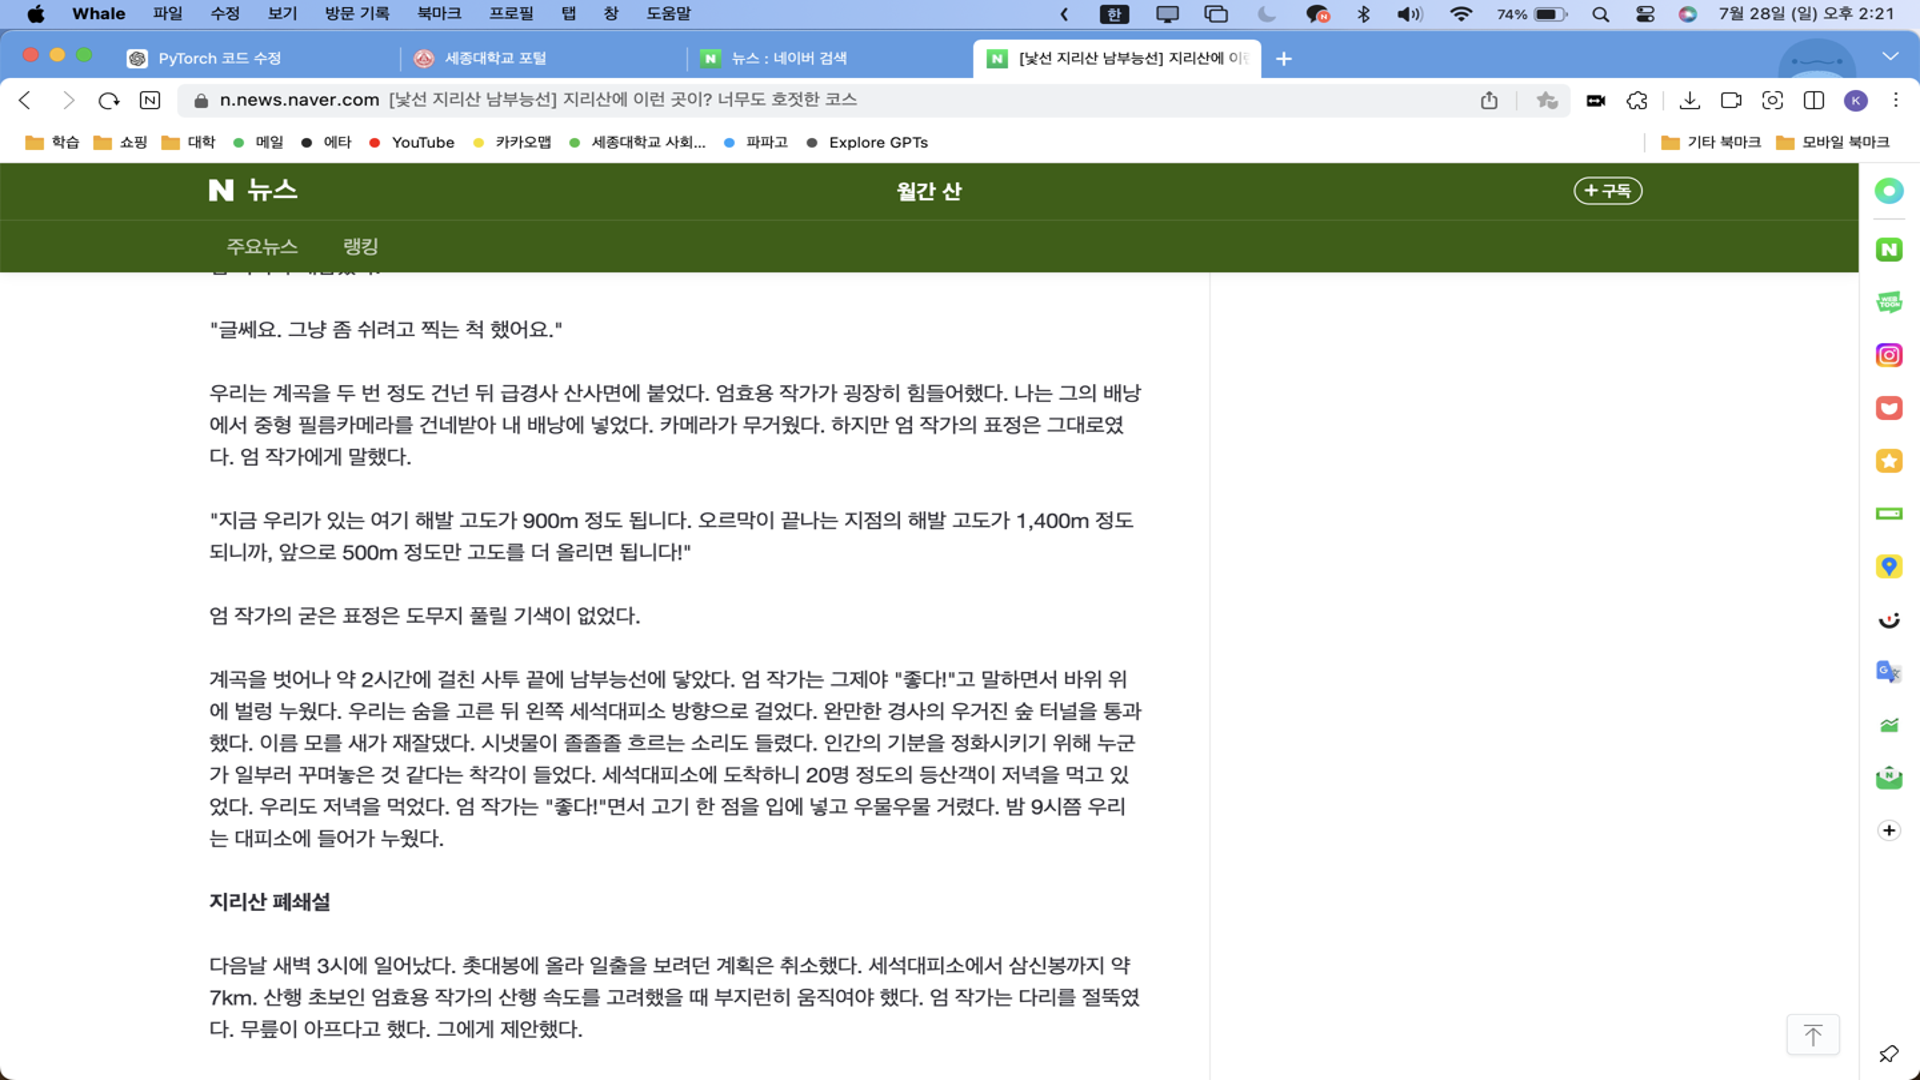 Whale 파일 수정 보기 방문 기록 북마크 프로필 탭 창 도움말 한 N 74% 7월 28일 (일) 오후 2:21
PyTorch 코드 수정 세종대학교 포털 N 뉴스 : 네이버 검색 N [낯선 지리산 남부능선] 지리산에 이런
N n.news.naver.com [낯선 지리산 남부능선] 지리산에 이런 곳이? 너무도 호젓한 코스 K
학습 쇼핑 대학 메일 에타 YouTube 카카오맵 세종대학교 사회... 파파고 Explore GPTs 기타 북마크 모바일 북마크
N 뉴스 월간 산 +구독
주요뉴스 랭킹
"글쎄요. 그냥 좀 쉬려고 찍는 척 했어요."
우리는 계곡을 두 번 정도 건넌 뒤 급경사 산사면에 붙었다. 엄효용 작가가 굉장히 힘들어했다. 나는 그의 배낭
에서 중형 필름카메라를 건네받아 내 배낭에 넣었다. 카메라가 무거웠다. 하지만 엄 작가의 표정은 그대로였
다. 엄 작가에게 말했다.
"지금 우리가 있는 여기 해발 고도가 900m 정도 됩니다. 오르막이 끝나는 지점의 해발 고도가 1,400m 정도
되니까, 앞으로 500m 정도만 고도를 더 올리면 됩니다!"
엄 작가의 굳은 표정은 도무지 풀릴 기색이 없었다.
계곡을 벗어나 약 2시간에 걸친 사투 끝에 남부능선에 닿았다. 엄 작가는 그제야 "좋다!"고 말하면서 바위 위
에 벌렁 누웠다. 우리는 숨을 고른 뒤 왼쪽 세석대피소 방향으로 걸었다. 완만한 경사의 우거진 숲 터널을 통과
했다. 이름 모를 새가 재잘댔다. 시냇물이 졸졸졸 흐르는 소리도 들렸다. 인간의 기분을 정화시키기 위해 누군
가 일부러 꾸며놓은 것 같다는 착각이 들었다. 세석대피소에 도착하니 20명 정도의 등산객이 저녁을 먹고 있
었다. 우리도 저녁을 먹었다. 엄 작가는 "좋다!"면서 고기 한 점을 입에 넣고 우물우물 거렸다. 밤 9시쯤 우리
는 대피소에 들어가 누웠다.
지리산 폐쇄설
다음날 새벽 3시에 일어났다. 촛대봉에 올라 일출을 보려던 계획은 취소했다. 세석대피소에서 삼신봉까지 약
7km. 산행 초보인 엄효용 작가의 산행 속도를 고려했을 때 부지런히 움직여야 했다. 엄 작가는 다리를 절뚝였
다. 무릎이 아프다고 했다. 그에게 제안했다.
N
WEB
TOON
G
N